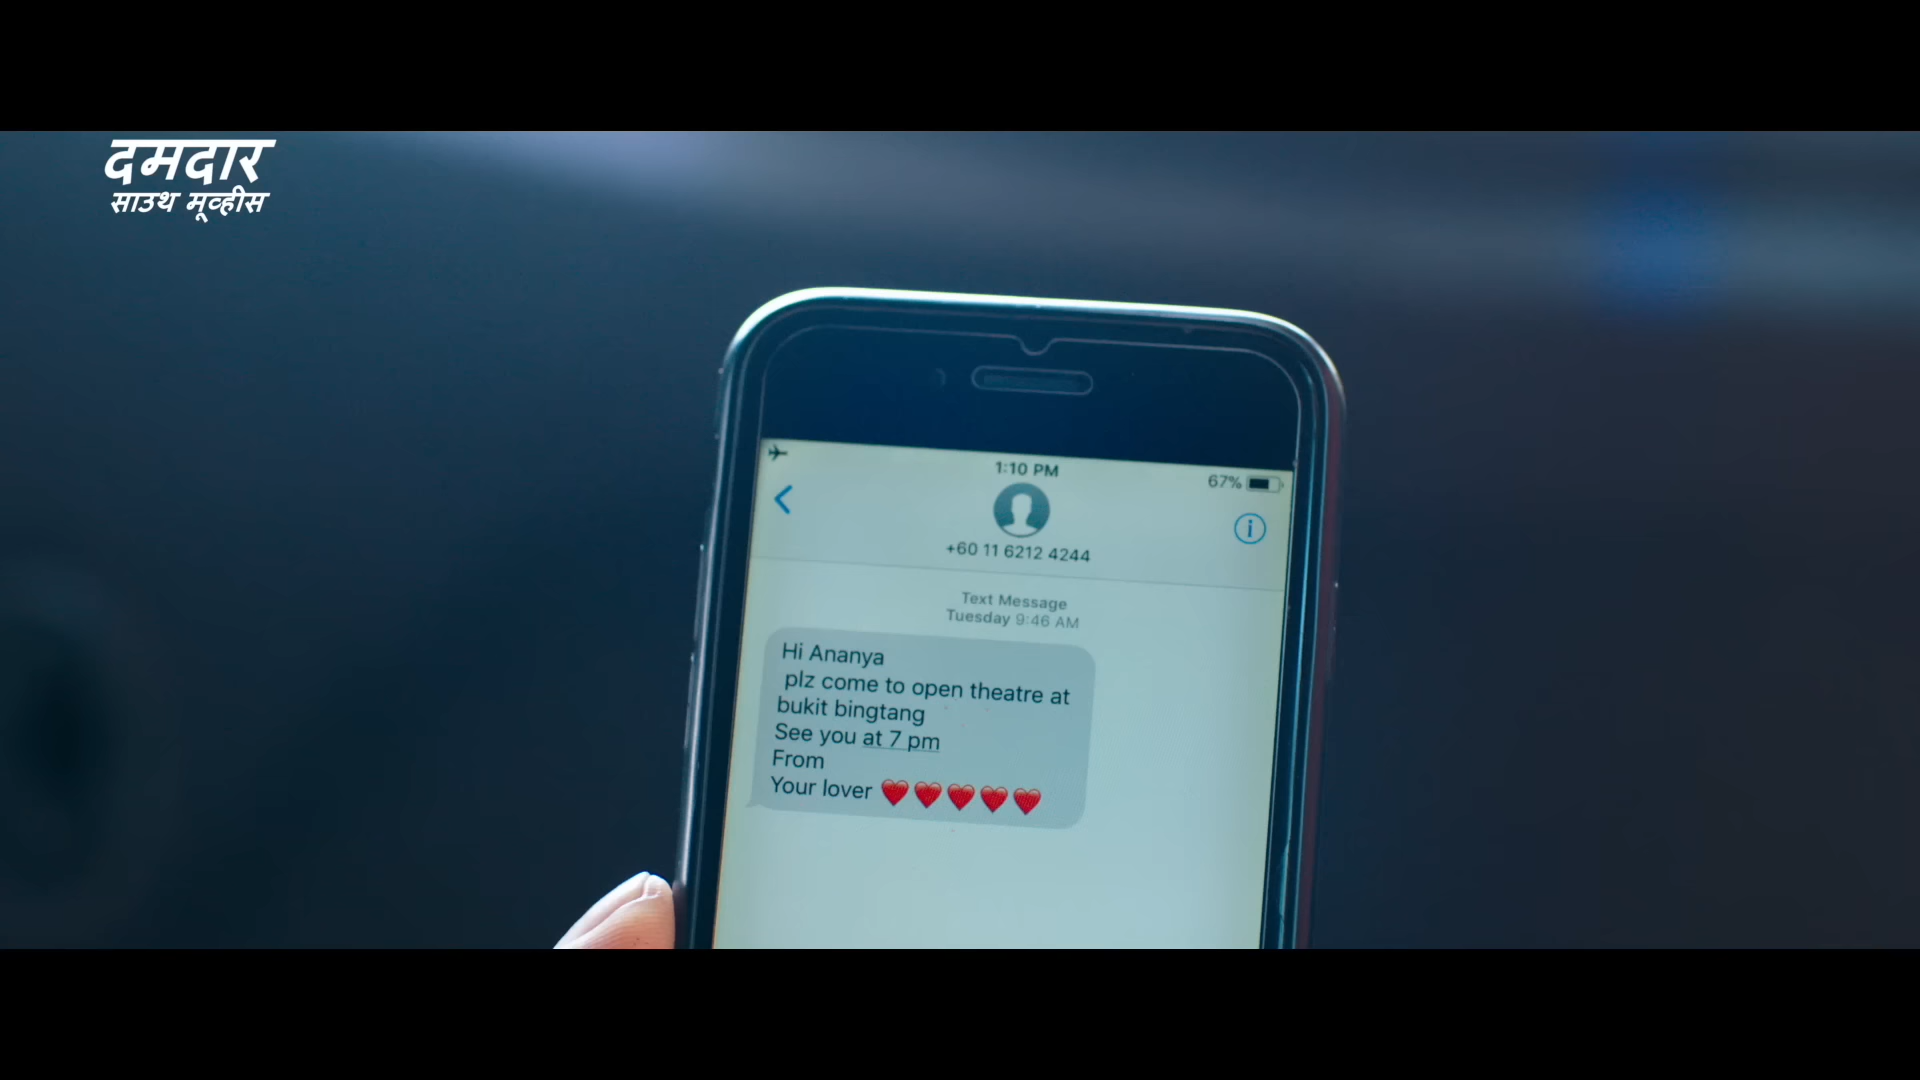 दमदार
साउथ मूव्हीस
1:10 PM
67%
+60 11 6212 4244
Text Message
Tuesday 9:46 AM
Hi Ananya
plz come to open theatre at
bukit bingtang
See you at 7 pm
From
Your lover ❤️❤️❤️❤️❤️